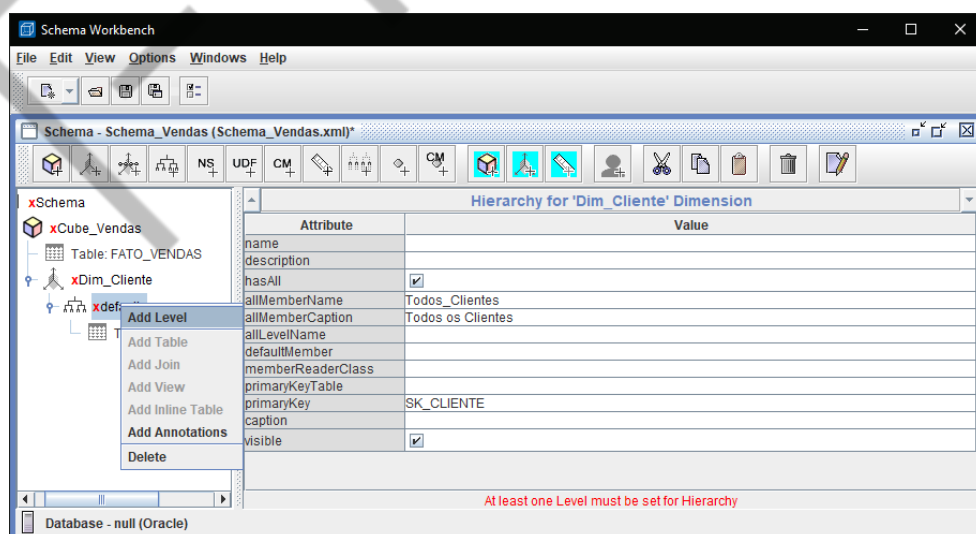 Schema Workbench
File Edit View Options Windows Help
Schema - Schema_Vendas (Schema_Vendas.xml)*
NS UDF CM CM
xSchema
xCube_Vendas
Table: FATO_VENDAS
xDim_Cliente
Add Level
Add Table
Add Join
Add View
Add Inline Table
Add Annotations
Delete
Hierarchy for 'Dim_Cliente' Dimension
Attribute Value
name
description
hasAll
allMemberName Todos_Clientes
allMemberCaption Todos os Clientes
allLevelName
defaultMember
memberReaderClass
primaryKeyTable
primaryKey SK_CLIENTE
caption
visible
At least one Level must be set for Hierarchy
Database - null (Oracle)